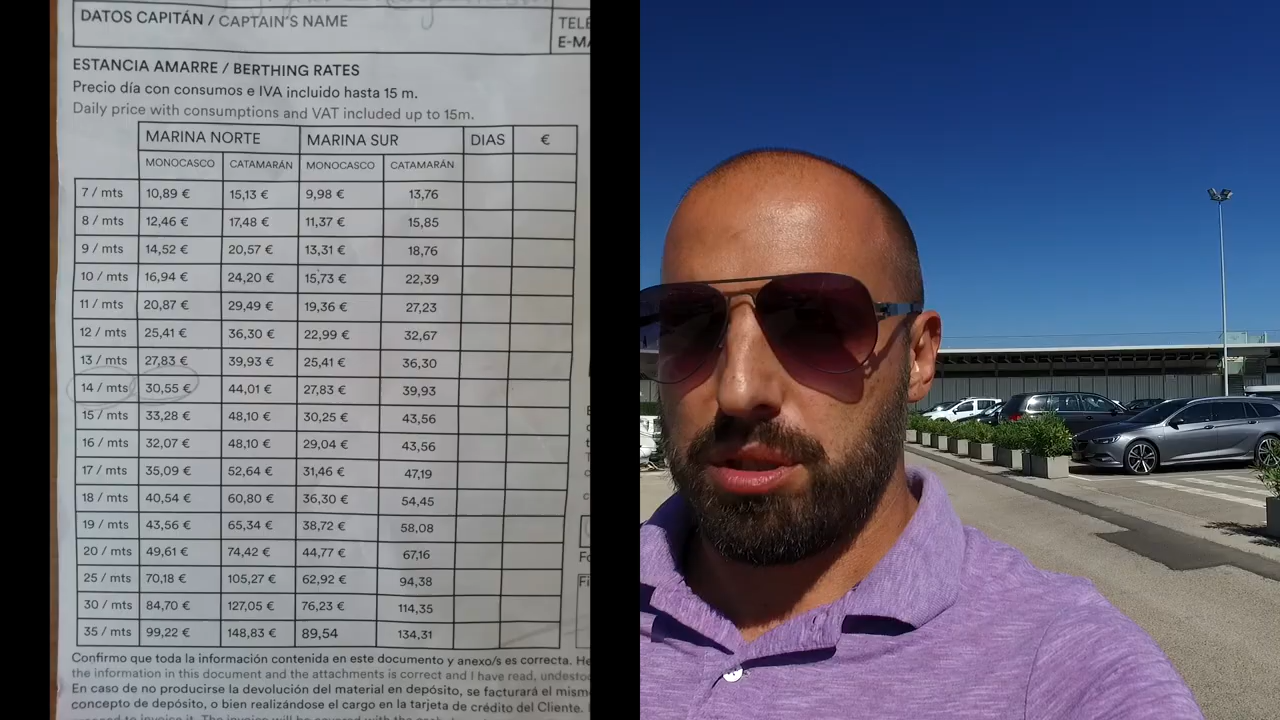 DATOS CAPITÁN / CAPTAIN'S NAME
E-MA
ESTANCIA AMARRE / BERTHING RATES
Precio día con consumos e IVA incluido hasta 15 m.
Daily price with consumptions and VAT included up to 15m.
MARINA NORTE MARINA SUR DIAS €
MONOCASCO CATAMARÁN MONOCASCO CATAMARÁN
7 / mts 10,89 € 15,13 € 9,98 € 13,76
8 / mts 12,46 € 17,48 € 11,37 € 15,85
9 / mts 14,52 € 20,57 € 13,31 € 18,76
10 / mts 16,94 € 24,20 € 15,73 € 22,39
11 / mts 20,87 € 29,49 € 19,36 € 27,23
12 / mts 25,41 € 36,30 € 22,99 € 32,67
13 / mts 27,83 € 39,93 € 25,41 € 36,30
14 / mts 30,55 € 44,01 € 27,83 € 39,93
15 / mts 33,28 € 48,10 € 30,25 € 43,56
16 / mts 32,07 € 48,10 € 29,04 € 43,56
17 / mts 35,09 € 52,64 € 31,46 € 47,19
18 / mts 40,54 € 60,80 € 36,30 € 54,45
19 / mts 43,56 € 65,34 € 38,72 € 58,08
20 / mts 49,61 € 74,42 € 44,77 € 67,16
25 / mts 70,18 € 105,27 € 62,92 € 94,38
30 / mts 84,70 € 127,05 € 76,23 € 114,35
35 / mts 99,22 € 148,83 € 89,54 134,31
Confirmo que toda la información contenida en este documento y anexo/s es correcta. He
the information in this document and the attachments is correct and I have read, understoo
En caso de no producirse la devolución del material en depósito, se facturará el mism
concepto de depósito, o bien realizándose el cargo en la tarjeta de crédito del Cliente.